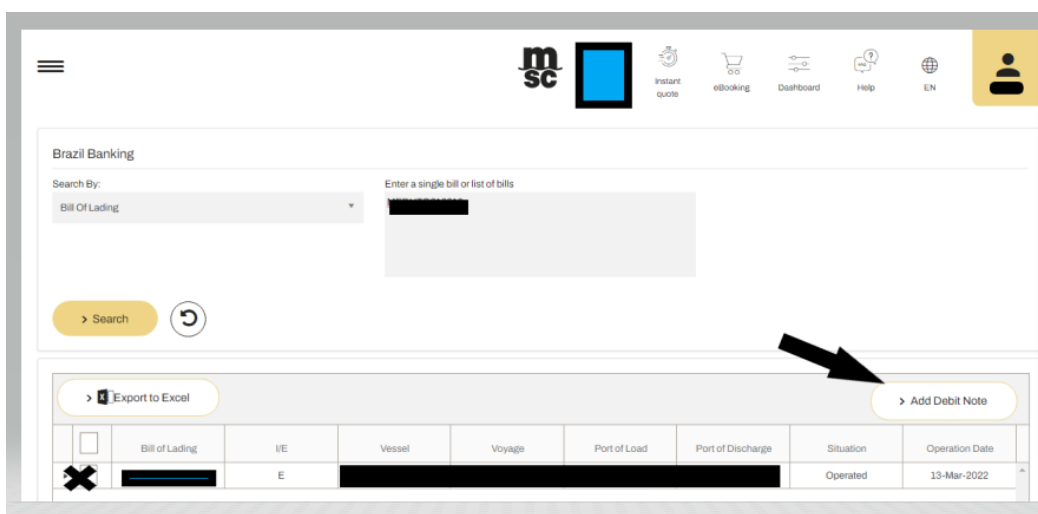 msc
Instant quote
eBooking
Dashboard
Help
EN
Brazil Banking
Search By:
Enter a single bill or list of bills
Bill Of Lading
> Search
> Export to Excel
> Add Debit Note
Bill of Lading I/E Vessel Voyage Port of Load Port of Discharge Situation Operation Date
E Operated 13-Mar-2022